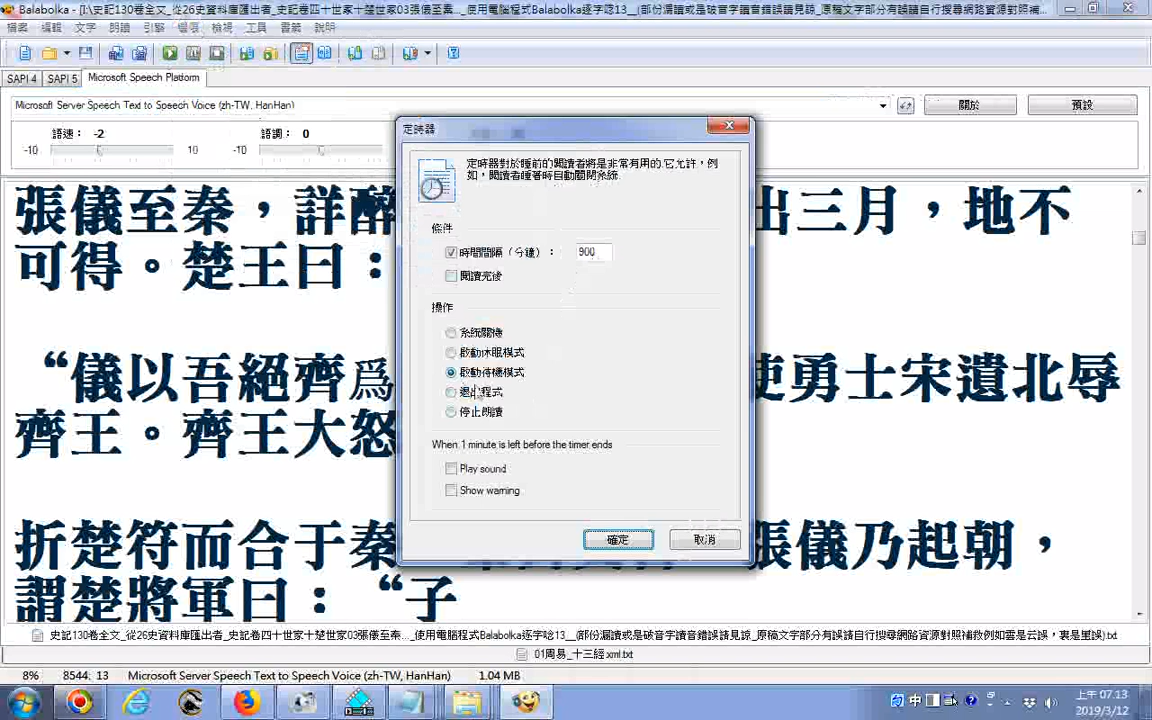 Balabolka - [I:\史記130卷全文_從26史資料庫匯出者_史記卷四十世家十楚世家03張儀至秦..._使用電腦程式Balabolka逐字唸13__(部份漏讀或是破音字讀音錯誤請見諒_原稿文字部分有誤請自行搜尋網路資源對照補...
檔案 編輯 文字 朗讀 引擎 選項 檢視 工具 書籤 說明
SAPI 4 SAPI 5 Microsoft Speech Platform
Microsoft Server Speech Text to Speech Voice (zh-TW, HanHan) 關於 預設
語速： -2 語調： 0
-10 10 -10
張儀至秦，詳醉 出三月，地不
可得。楚王曰：
“儀以吾絕齊爲 使勇士宋遺北辱
齊王。齊王大怒
折楚符而合于秦 張儀乃起朝，
謂楚將軍曰：“子
定時器
定時器對於睡前的閱讀者將是非常有用的.它允許，例
如，閱讀者睡著時自動關閉系統.
條件
時間間隔（分鐘）： 900
閱讀完後
操作
系統關機
啟動休眠模式
啟動待機模式
退出程式
停止朗讀
When 1 minute is left before the timer ends
Play sound
Show warning
確定 取消
史記130卷全文_從26史資料庫匯出者_史記卷四十世家十楚世家03張儀至秦..._使用電腦程式Balabolka逐字唸13__(部份漏讀或是破音字讀音錯誤請見諒_原稿文字部分有誤請自行搜尋網路資源對照補救例如雲是云誤，裏是里誤).txt
01周易_十三經.xml.txt
8% 8544: 13 Microsoft Server Speech Text to Speech Voice (zh-TW, HanHan) 1.04 MB
中 上午 07:13
2019/3/12